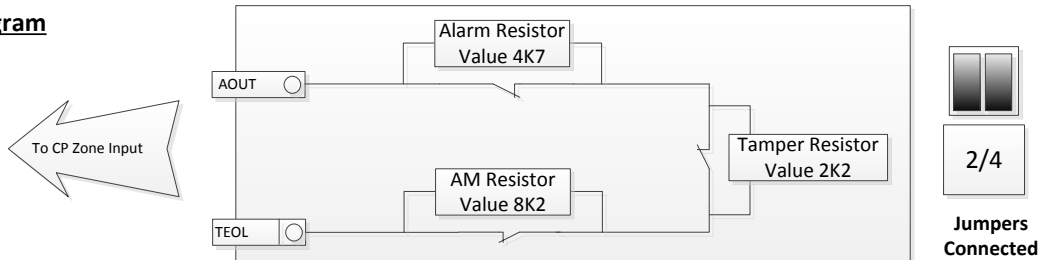 gram
Alarm Resistor
Value 4K7
AOUT
To CP Zone Input
Tamper Resistor
Value 2K2
2/4
AM Resistor
Value 8K2
TEOL
Jumpers
Connected